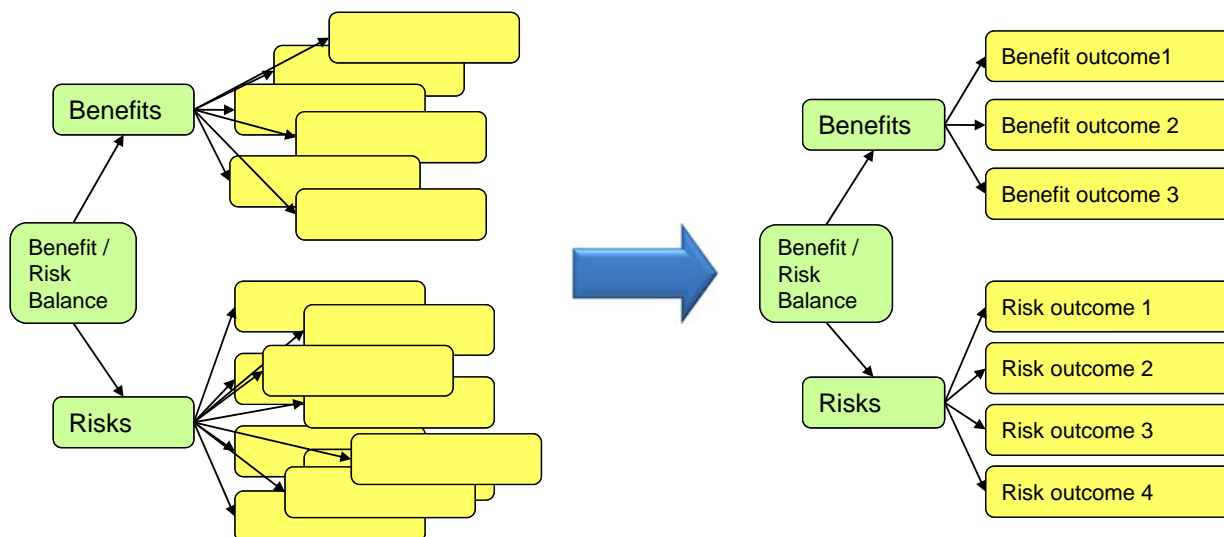 Benefits
Benefit /
Risk
Balance
Risks
Benefits
Benefit /
Risk
Balance
Risks
Benefit outcome1
Benefit outcome 2
Benefit outcome 3
Risk outcome 1
Risk outcome 2
Risk outcome 3
Risk outcome 4